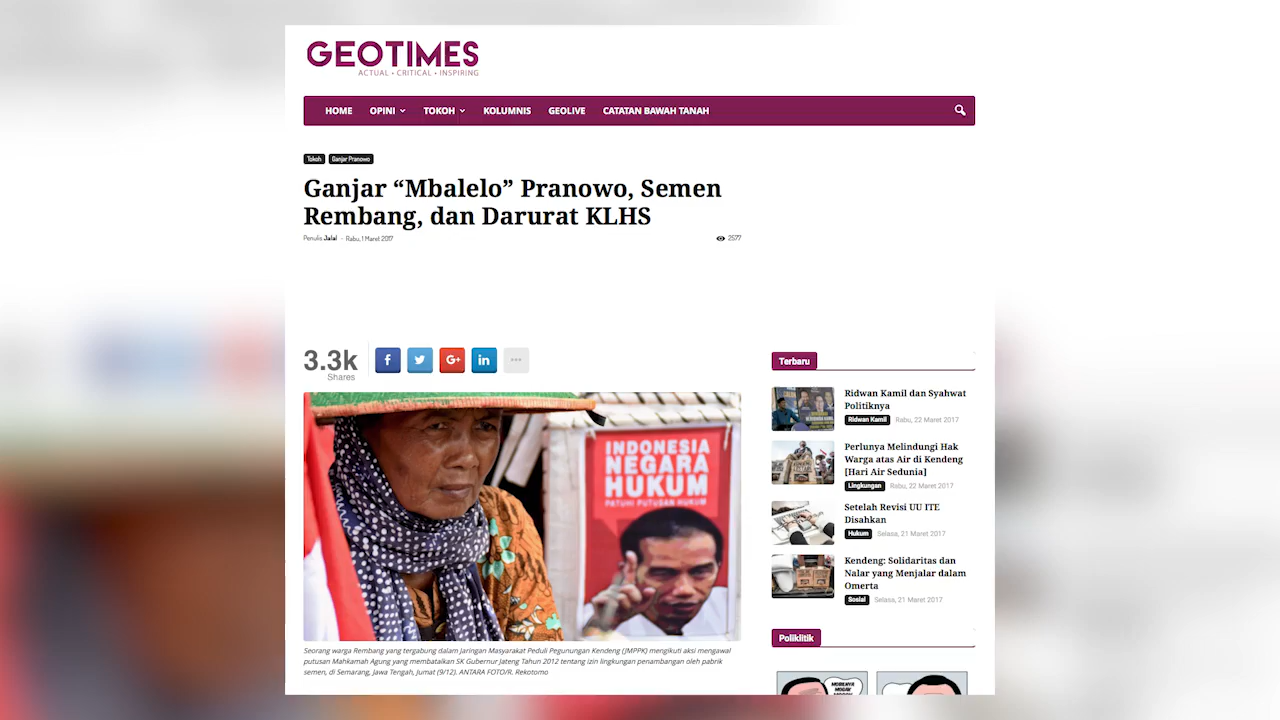 GEOTIMES
ACTUAL • CRITICAL • INSPIRING
HOME OPINI TOKOH KOLUMNIS GEOLIVE CATATAN BAWAH TANAH
Tokoh Ganjar Pranowo
Ganjar “Mbalelo” Pranowo, Semen
Rembang, dan Darurat KLHS
Penulis Jalal – Rabu, 1 Maret 2017
2577
3.3k
Shares
f G+ in
INDONESIA
NEGARA
HUKUM
PATUHI PUTUSAN HUKUM
Seorang warga Rembang yang tergabung dalam Jaringan Masyarakat Peduli Pegunungan Kendeng (JMPPK) mengikuti aksi mengawal
putusan Mahkamah Agung yang membatalkan SK Gubernur Jateng Tahun 2012 tentang izin lingkungan penambangan oleh pabrik
semen, di Semarang, Jawa Tengah, Jumat (9/12). ANTARA FOTO/R. Rekotomo
Terbaru
Ridwan Kamil dan Syahwat
Politiknya
Ridwan Kamil Rabu, 22 Maret 2017
Perlunya Melindungi Hak
Warga atas Air di Kendeng
[Hari Air Sedunia]
Lingkungan Rabu, 22 Maret 2017
Setelah Revisi UU ITE
Disahkan
Hukum Selasa, 21 Maret 2017
Kendeng: Solidaritas dan
Nalar yang Menjalar dalam
Omerta
Sosial Selasa, 21 Maret 2017
Poliklitik